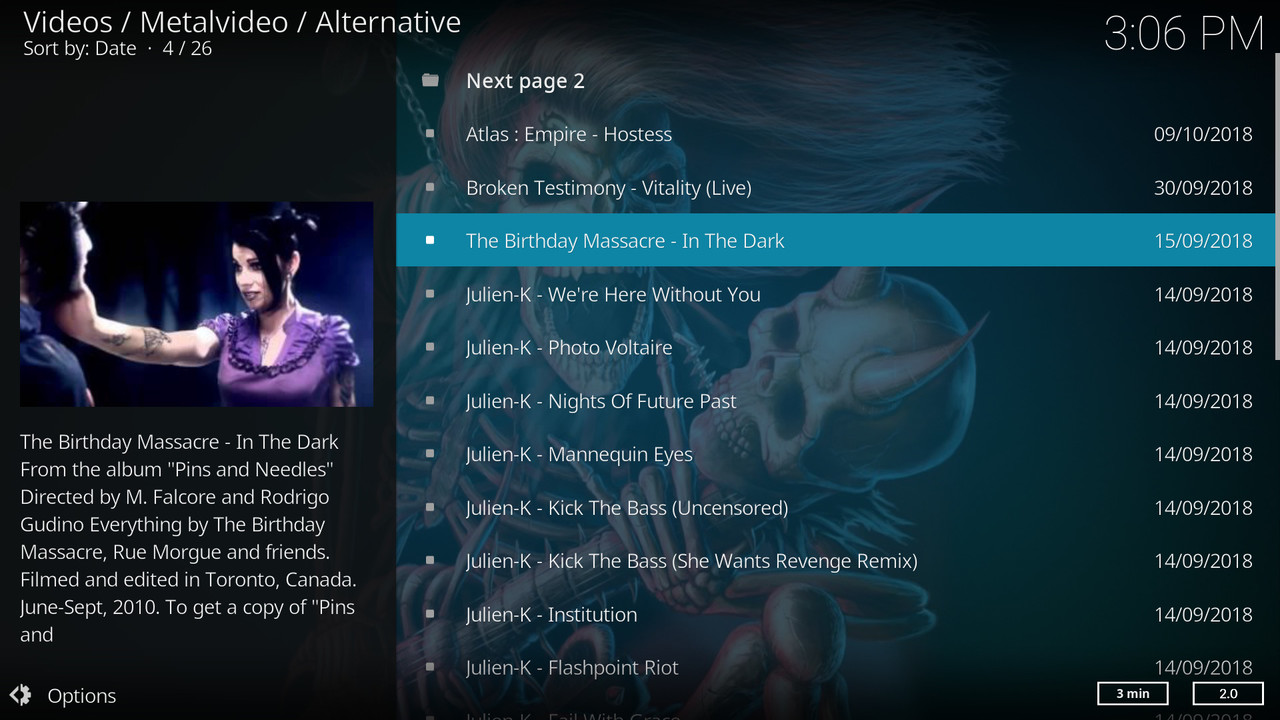 Videos / Metalvideo / Alternative
Sort by: Date · 4 / 26
3:06 PM
Next page 2
Atlas : Empire - Hostess 09/10/2018
Broken Testimony - Vitality (Live) 30/09/2018
The Birthday Massacre - In The Dark 15/09/2018
Julien-K - We're Here Without You 14/09/2018
Julien-K - Photo Voltaire 14/09/2018
Julien-K - Nights Of Future Past 14/09/2018
Julien-K - Mannequin Eyes 14/09/2018
Julien-K - Kick The Bass (Uncensored) 14/09/2018
Julien-K - Kick The Bass (She Wants Revenge Remix) 14/09/2018
Julien-K - Institution 14/09/2018
Julien-K - Flashpoint Riot 14/09/2018
Julien-K - Fail With Grace 14/09/2018
The Birthday Massacre - In The Dark
From the album "Pins and Needles"
Directed by M. Falcore and Rodrigo
Gudino Everything by The Birthday
Massacre, Rue Morgue and friends.
Filmed and edited in Toronto, Canada.
June-Sept, 2010. To get a copy of "Pins
and
Options
3 min
2.0